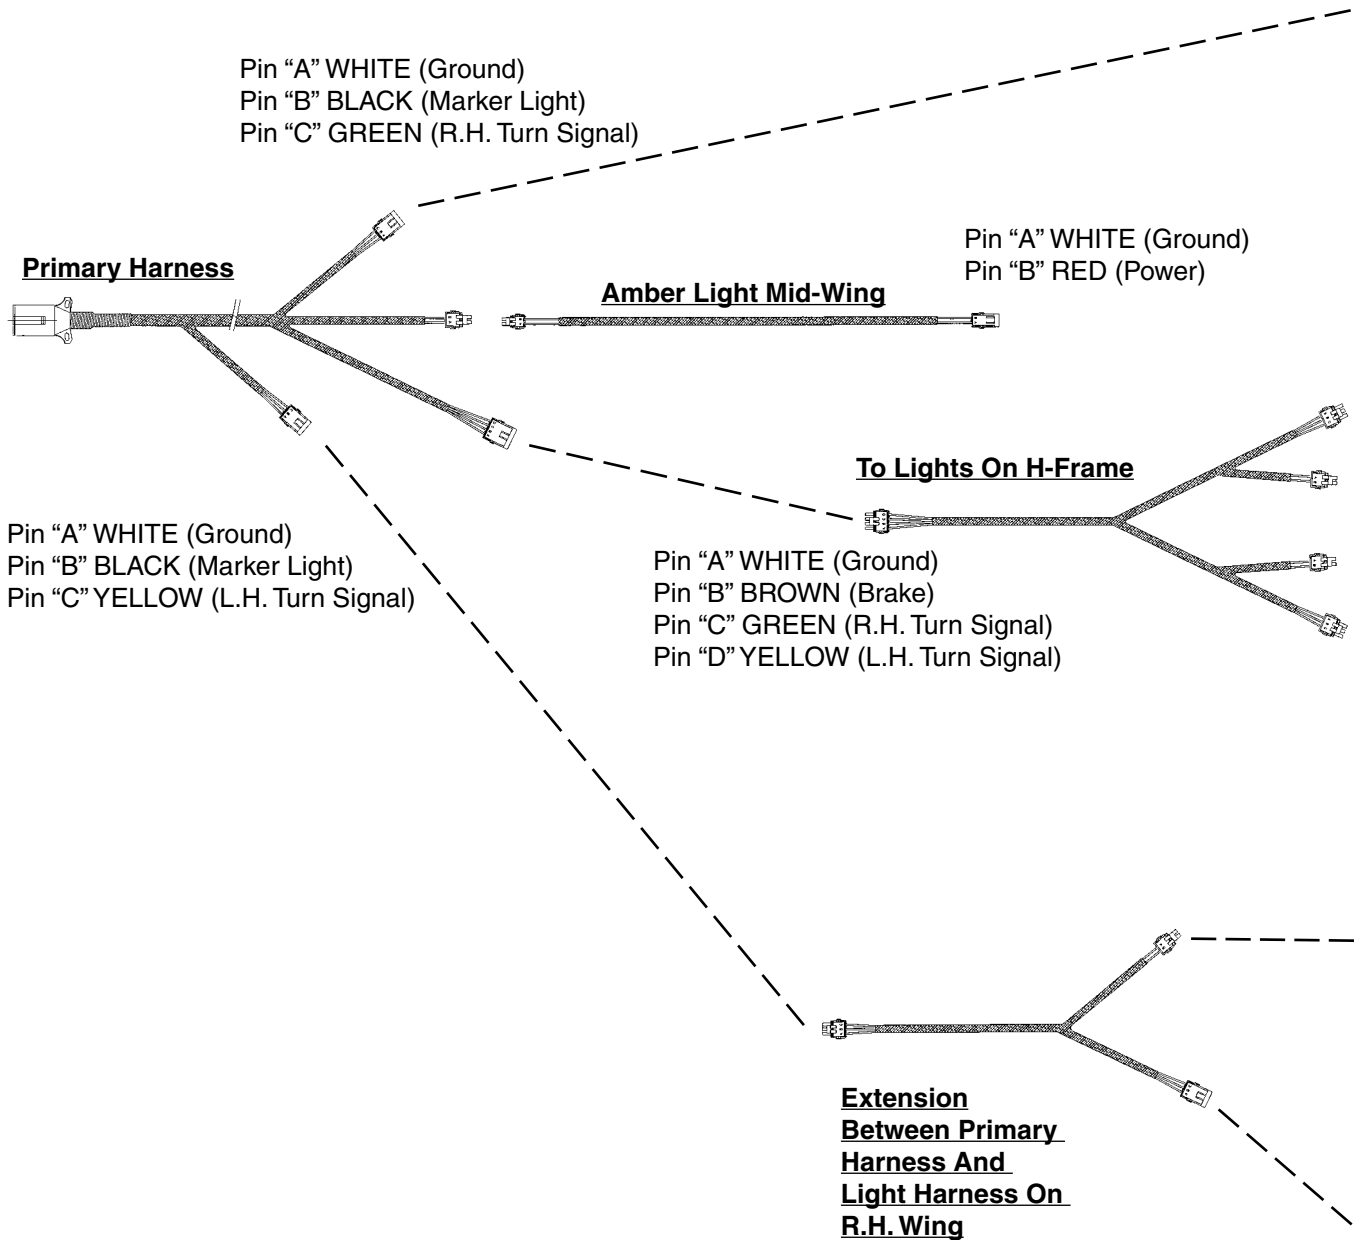 Pin “A” WHITE (Ground)
Pin “B” BLACK (Marker Light)
Pin “C” GREEN (R.H. Turn Signal)
Primary Harness
Amber Light Mid-Wing
Pin “A” WHITE (Ground)
Pin “B” RED (Power)
To Lights On H-Frame
Pin “A” WHITE (Ground)
Pin “B” BLACK (Marker Light)
Pin “C” YELLOW (L.H. Turn Signal)
Pin “A” WHITE (Ground)
Pin “B” BROWN (Brake)
Pin “C” GREEN (R.H. Turn Signal)
Pin “D” YELLOW (L.H. Turn Signal)
Extension
Between Primary
Harness And
Light Harness On
R.H. Wing